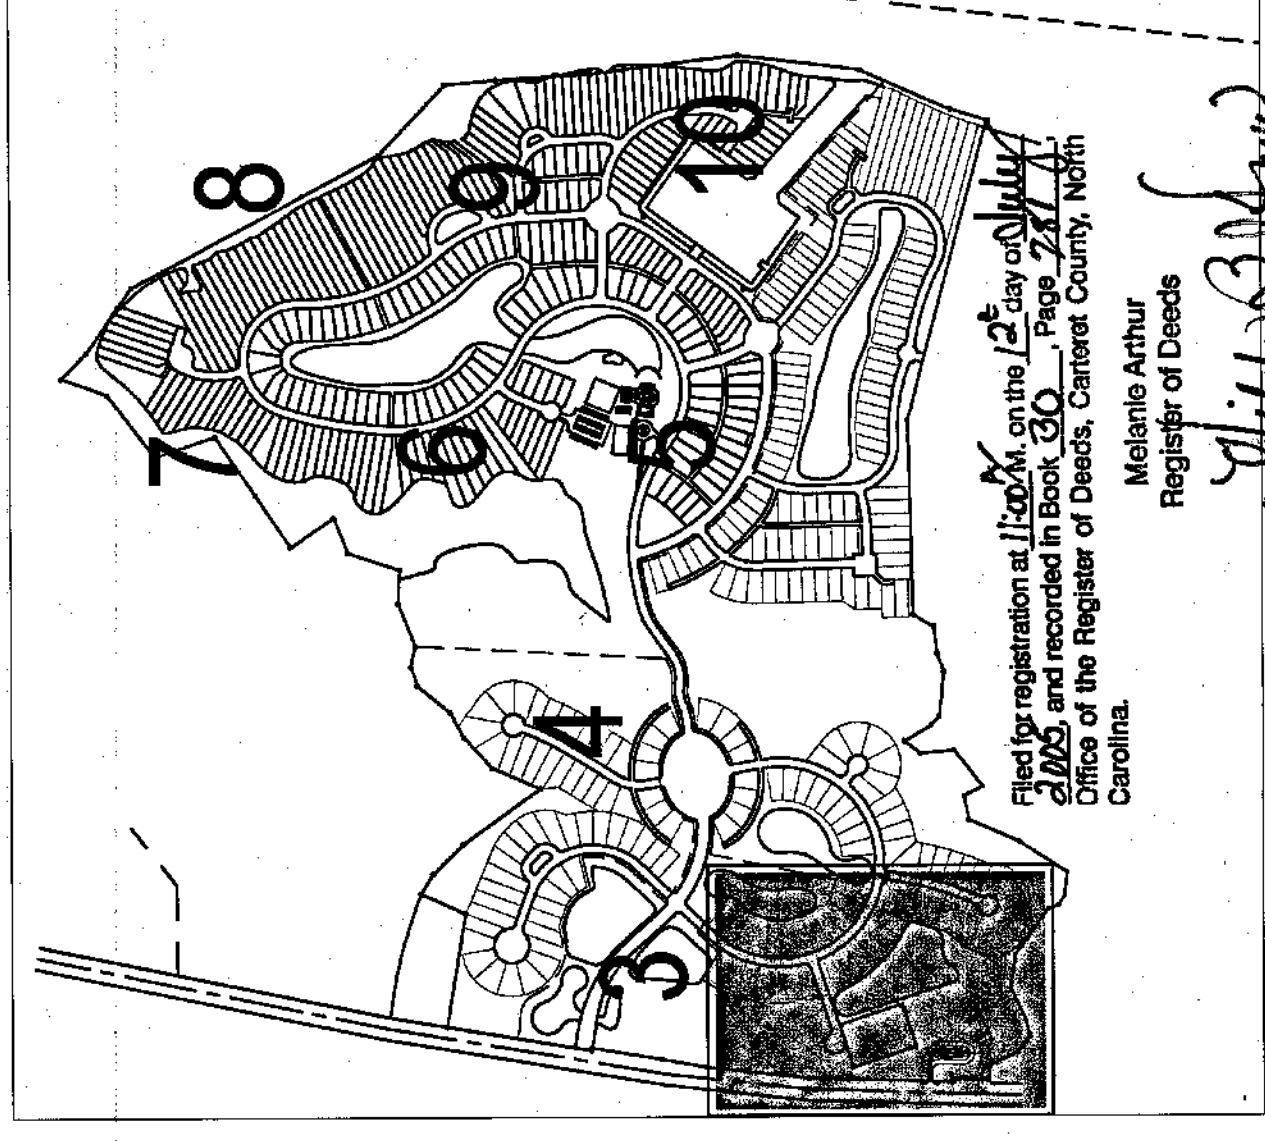 8
9
10
7
6
5
4
3
Filed for registration at 11:00 A.M. on the 12th day of July,
2005, and recorded in Book 30, Page 781,
Office of the Register of Deeds, Carteret County, North
Carolina.
Melanie Arthur
Register of Deeds